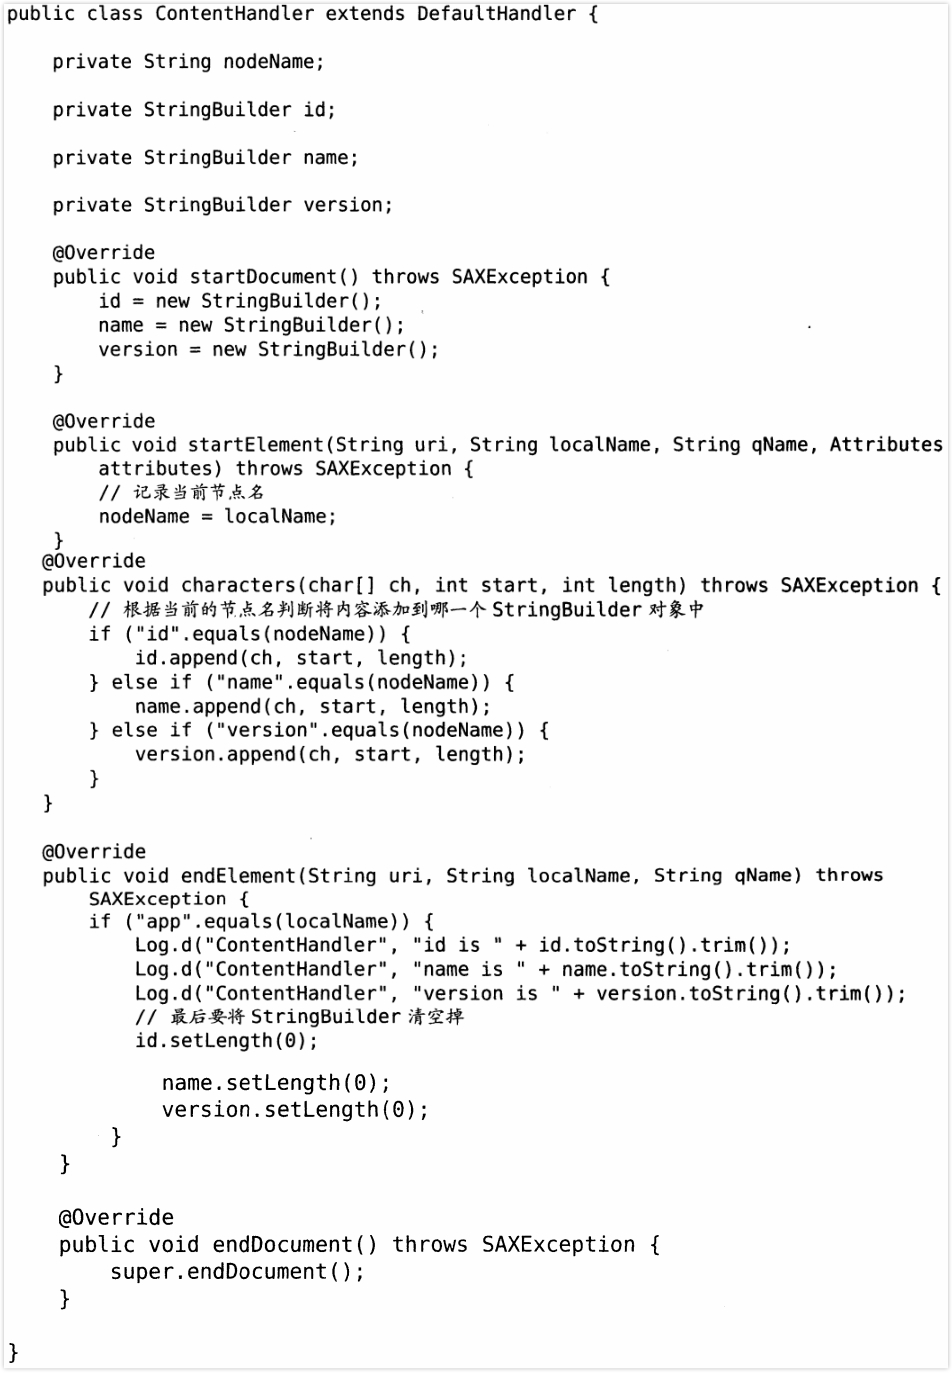 public class ContentHandler extends DefaultHandler {
private String nodeName;
private StringBuilder id;
private StringBuilder name;
private StringBuilder version;
@Override
public void startDocument() throws SAXException {
id = new StringBuilder();
name = new StringBuilder();
version = new StringBuilder();
}
@Override
public void startElement(String uri, String localName, String qName, Attributes
attributes) throws SAXException {
// 记录当前节点名
nodeName = localName;
}
@Override
public void characters(char[] ch, int start, int length) throws SAXException {
// 根据当前的节点名判断将内容添加到哪一个 StringBuilder 对象中
if ("id".equals(nodeName)) {
id.append(ch, start, length);
} else if ("name".equals(nodeName)) {
name.append(ch, start, length);
} else if ("version".equals(nodeName)) {
version.append(ch, start, length);
}
}
@Override
public void endElement(String uri, String localName, String qName) throws
SAXException {
if ("app".equals(localName)) {
Log.d("ContentHandler", "id is " + id.toString().trim());
Log.d("ContentHandler", "name is " + name.toString().trim());
Log.d("ContentHandler", "version is " + version.toString().trim());
// 最后要将 StringBuilder 清空掉
id.setLength(0);
name.setLength(0);
version.setLength(0);
}
}
@Override
public void endDocument() throws SAXException {
super.endDocument();
}
}